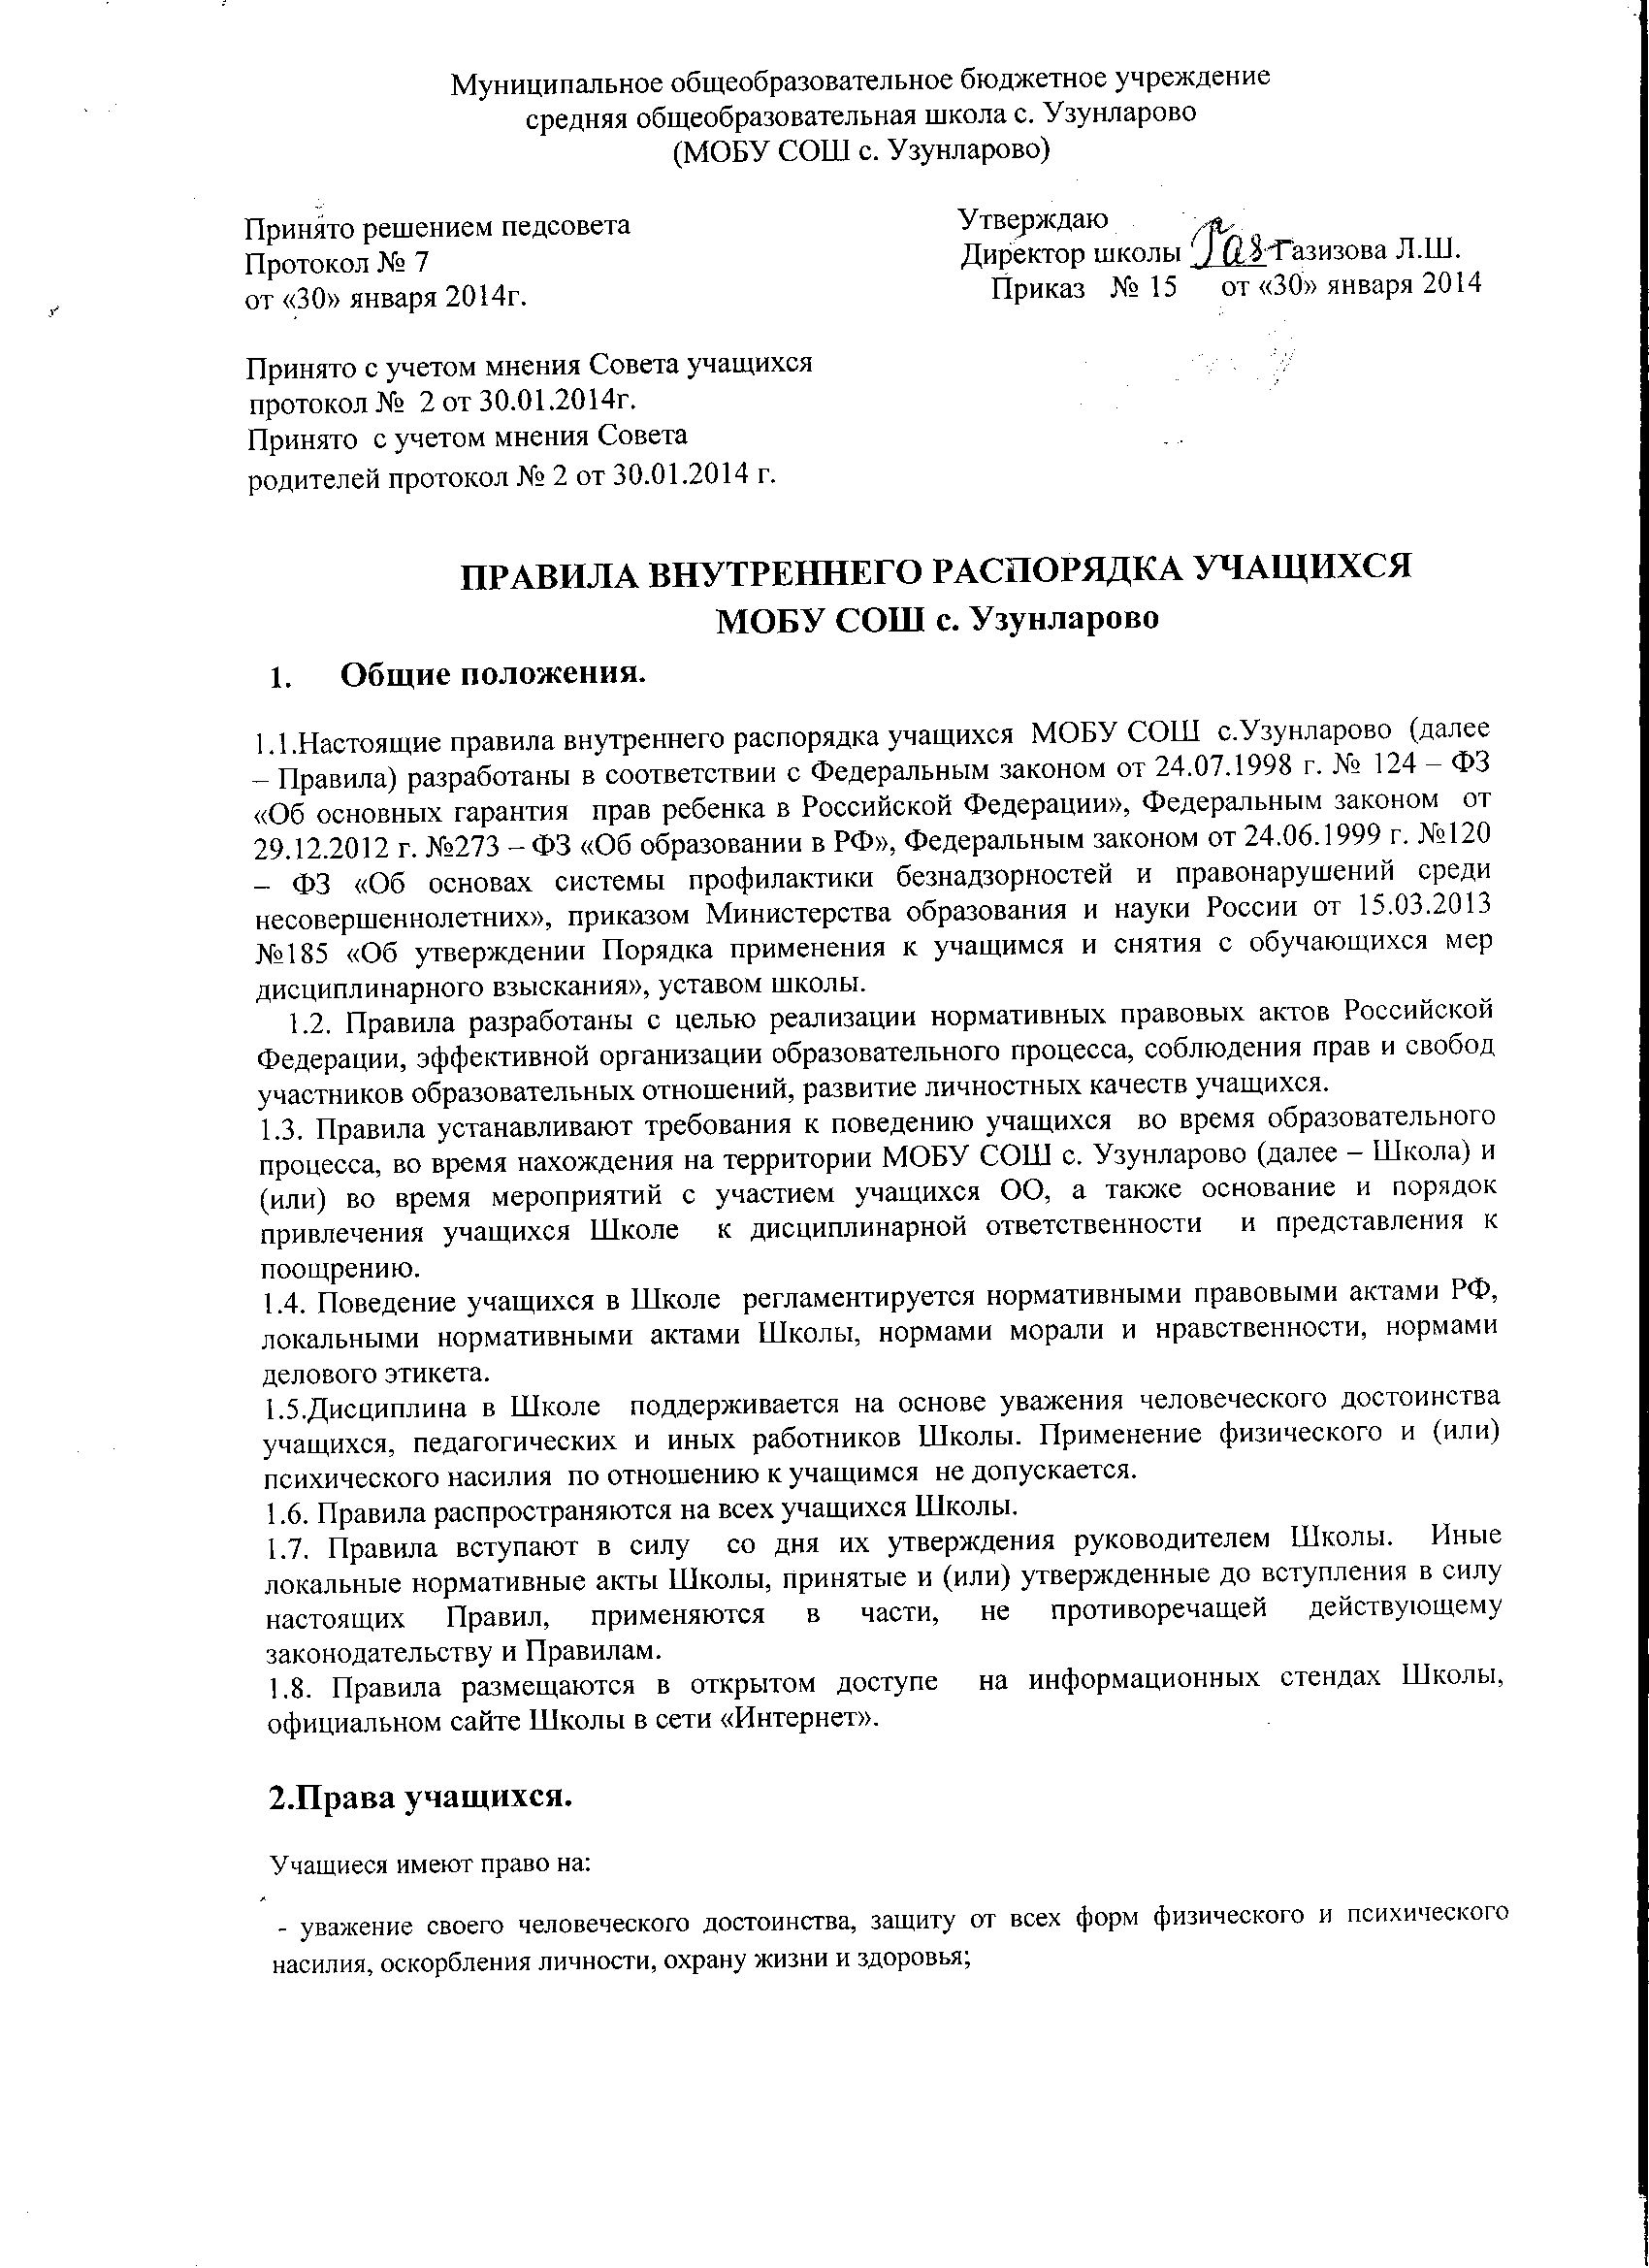 Муниципальное общеобразовательное бюджетное учреждение
средняя общеобразовательная школа с. Узунларово
(МОБУ СОШ с. Узунларово)
Принято решением педсовета
Протокол № 7
от «30» января 2014г.
Утверждаю
Директор школы Газ Газизова Л.Ш.
Приказ № 15 от «30» января 2014
Принято с учетом мнения Совета учащихся
протокол № 2 от 30.01.2014г.
Принято с учетом мнения Совета
родителей протокол № 2 от 30.01.2014 г.
ПРАВИЛА ВНУТРЕННЕГО РАСПОРЯДКА УЧАЩИХСЯ
МОБУ СОШ с. Узунларово
1. Общие положения.
1.1.Настоящие правила внутреннего распорядка учащихся МОБУ СОШ с.Узунларово (далее
– Правила) разработаны в соответствии с Федеральным законом от 24.07.1998 г. № 124 – ФЗ
«Об основных гарантия прав ребенка в Российской Федерации», Федеральным законом от
29.12.2012 г. №273 – ФЗ «Об образовании в РФ», Федеральным законом от 24.06.1999 г. №120
– ФЗ «Об основах системы профилактики безнадзорностей и правонарушений среди
несовершеннолетних», приказом Министерства образования и науки России от 15.03.2013
№185 «Об утверждении Порядка применения к учащимся и снятия с обучающихся мер
дисциплинарного взыскания», уставом школы.
1.2. Правила разработаны с целью реализации нормативных правовых актов Российской
Федерации, эффективной организации образовательного процесса, соблюдения прав и свобод
участников образовательных отношений, развитие личностных качеств учащихся.
1.3. Правила устанавливают требования к поведению учащихся во время образовательного
процесса, во время нахождения на территории МОБУ СОШ с. Узунларово (далее – Школа) и
(или) во время мероприятий с участием учащихся ОО, а также основание и порядок
привлечения учащихся Школе к дисциплинарной ответственности и представления к
поощрению.
1.4. Поведение учащихся в Школе регламентируется нормативными правовыми актами РФ,
локальными нормативными актами Школы, нормами морали и нравственности, нормами
делового этикета.
1.5.Дисциплина в Школе поддерживается на основе уважения человеческого достоинства
учащихся, педагогических и иных работников Школы. Применение физического и (или)
психического насилия по отношению к учащимся не допускается.
1.6. Правила распространяются на всех учащихся Школы.
1.7. Правила вступают в силу со дня их утверждения руководителем Школы. Иные
локальные нормативные акты Школы, принятые и (или) утвержденные до вступления в силу
настоящих Правил, применяются в части, не противоречащей действующему
законодательству и Правилам.
1.8. Правила размещаются в открытом доступе на информационных стендах Школы,
официальном сайте Школы в сети «Интернет».
2.Права учащихся.
Учащиеся имеют право на:
- уважение своего человеческого достоинства, защиту от всех форм физического и психического
насилия, оскорбления личности, охрану жизни и здоровья;